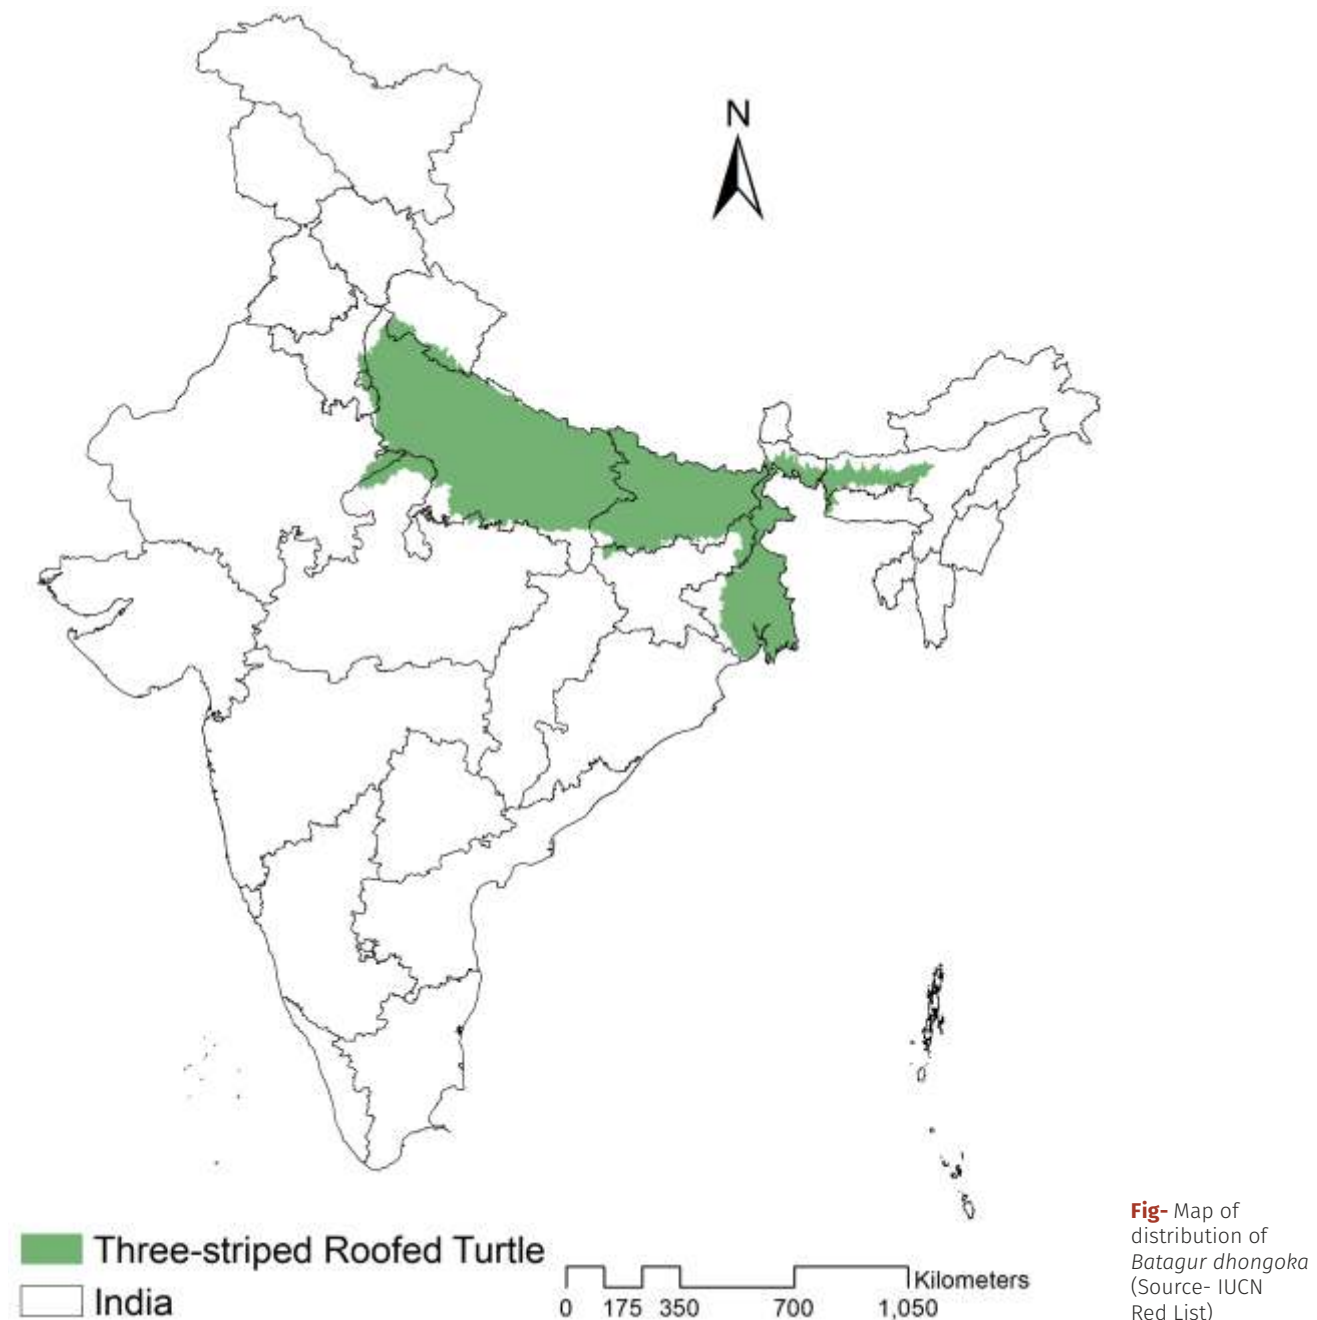 N
Three-striped Roofed Turtle
India
Kilometers
0 175 350 700 1,050
Fig- Map of
distribution of
Batagur dhongoka
(Source- IUCN
Red List)